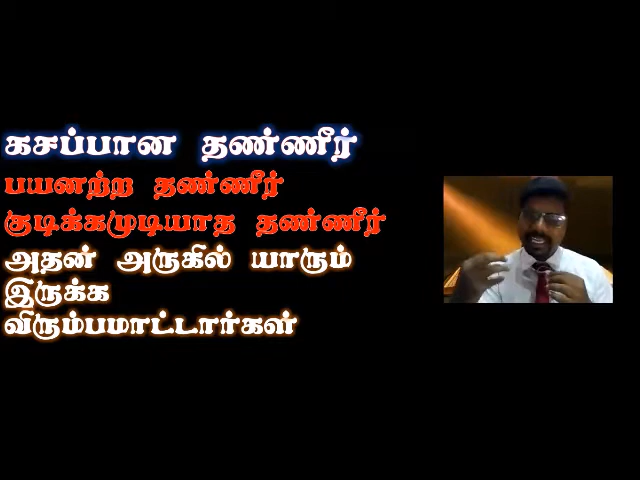 கசப்பான தண்ணீர்
பயனற்ற தண்ணீர்
குடிக்கமுடியாத தண்ணீர்
அதன் அருகில் யாரும்
இருக்க
விரும்பமாட்டார்கள்